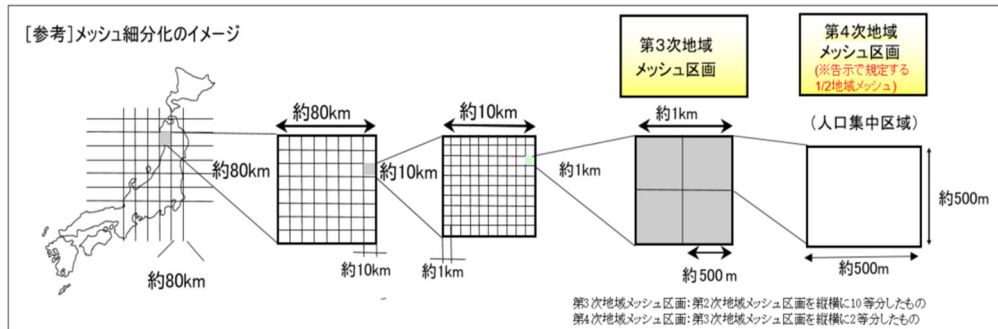 [参考]メッシュ細分化のイメージ
第3次地域
メッシュ区画
第4次地域
メッシュ区画
(※告示で規定する
1/2地域メッシュ)
(人口集中区域)
約80km
約80km
約80km
約10km
約10km
約10km
約1km
約1km
約1km
約500m
約500m
約500m
第3次地域メッシュ区画:第2次地域メッシュ区画を縦横に10等分したもの
第4次地域メッシュ区画:第3次地域メッシュ区画を縦横に2等分したもの